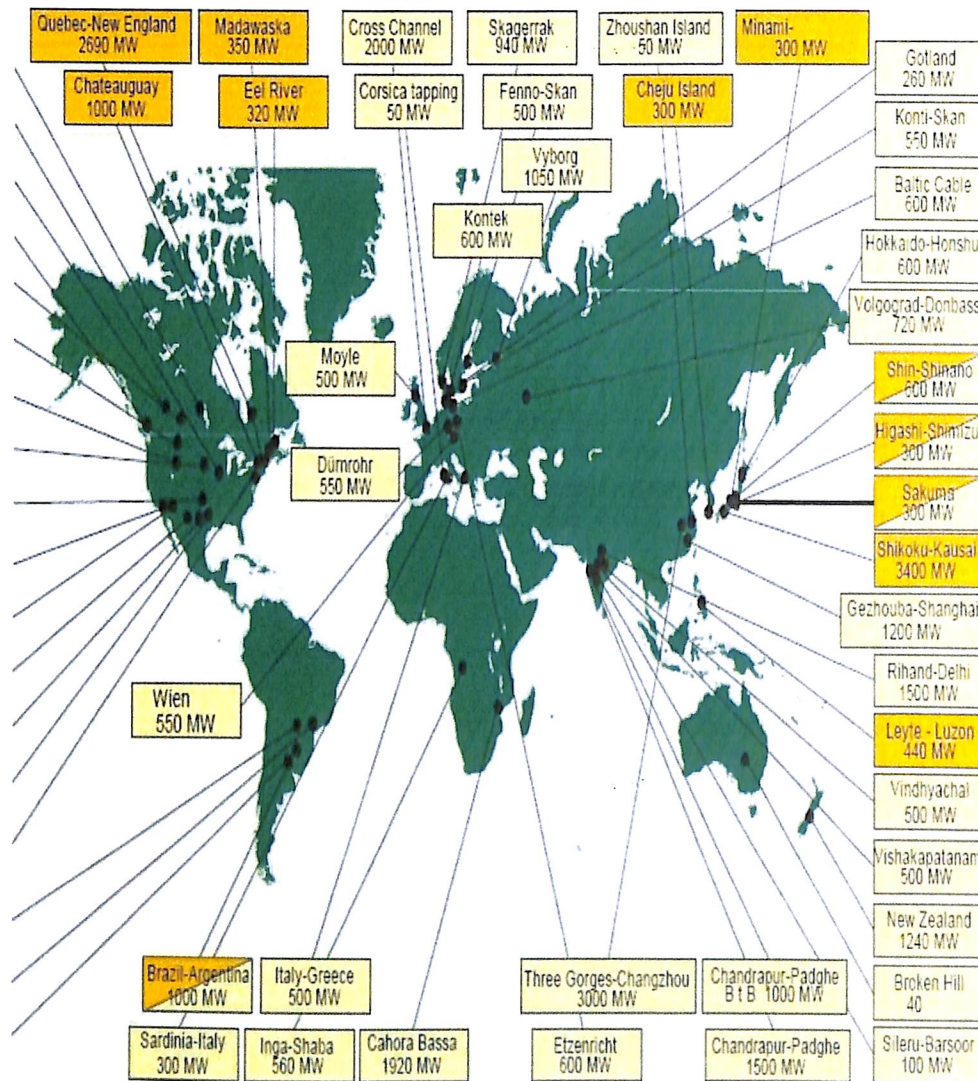 Quebec-New England
2690 MW
Madawaska
350 MW
Cross Channel
2000 MW
Skagerrak
940 MW
Zhoushan Island
50 MW
Minami-
300 MW
Chateauguay
1000 MW
Eel River
320 MW
Corsica tapping
50 MW
Fenno-Skan
500 MW
Cheju Island
300 MW
Gotland
260 MW
Konti-Skan
550 MW
Vyborg
1050 MW
Baltic Cable
600 MW
Kontek
600 MW
Hokkaido-Honshu
600 MW
Volgograd-Donbass
720 MW
Moyle
500 MW
Shin-Shinano
600 MW
Higashi-Shimizu
300 MW
Dürnrohr
550 MW
Sakuma
300 MW
Shikoku-Kausai
3400 MW
Gezhouba-Shanghai
1200 MW
Rihand-Delhi
1500 MW
Wien
550 MW
Leyte - Luzon
440 MW
Vindhyachal
500 MW
Vishakapatanam
500 MW
New Zealand
1240 MW
Brazil-Argentina
1000 MW
Italy-Greece
500 MW
Three Gorges-Changzhou
3000 MW
Chandrapur-Padghe
B t B 1000 MW
Broken Hill
40
Sardinia-Italy
300 MW
Inga-Shaba
560 MW
Cahora Bassa
1920 MW
Etzenricht
600 MW
Chandrapur-Padghe
1500 MW
Sileru-Barsoor
100 MW